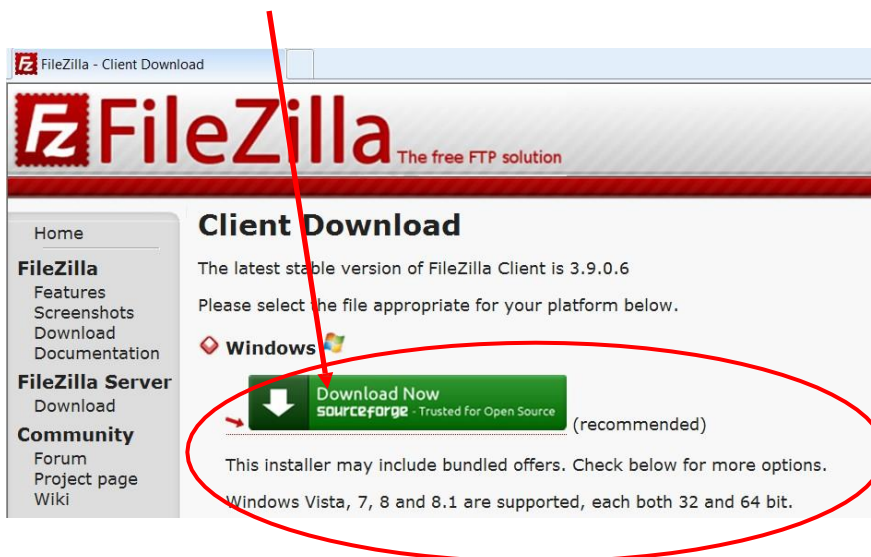 FileZilla - Client Download
FZ FileZilla The free FTP solution
Home
FileZilla
Features
Screenshots
Download
Documentation
FileZilla Server
Download
Community
Forum
Project page
Wiki
Client Download
The latest stable version of FileZilla Client is 3.9.0.6
Please select the file appropriate for your platform below.
Windows
Download Now
sourceforge - Trusted for Open Source
(recommended)
This installer may include bundled offers. Check below for more options.
Windows Vista, 7, 8 and 8.1 are supported, each both 32 and 64 bit.